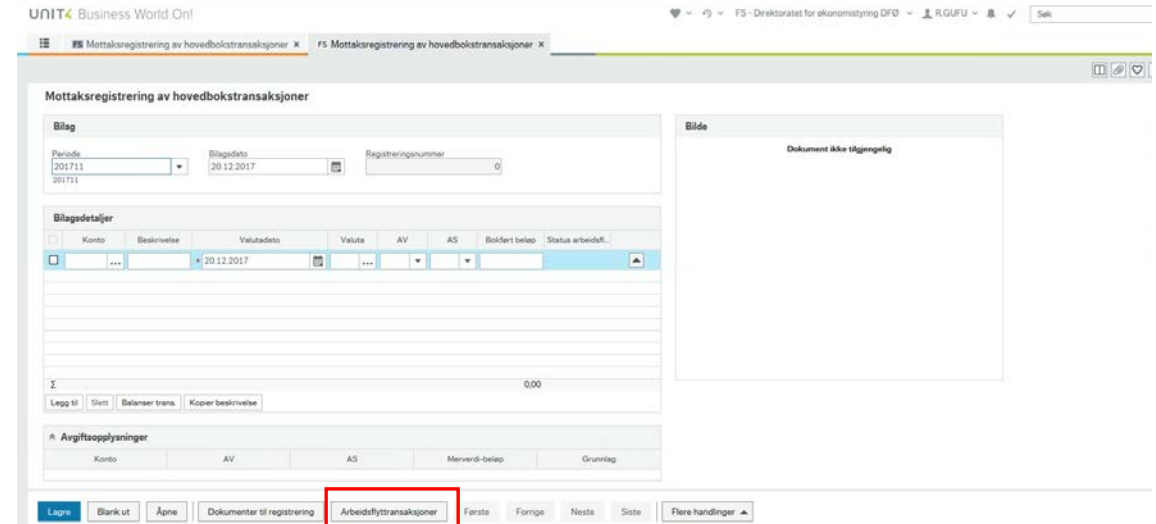 UNIT4 Business World On!
FS - Direktoratet for økonomistyring DFØ
R.GUFU
Søk
FS Mottaksregistrering av hovedbokstransaksjoner X
FS Mottaksregistrering av hovedbokstransaksjoner X
Mottaksregistrering av hovedbokstransaksjoner
Bilag
Bilde
Periode Bilagsdato Registreringsnummer
Dokument ikke tilgjengelig
201711 20.12.2017 0
201711
Bilagsdetaljer
Konto Beskrivelse Valutadato Valuta AV AS Bokført beløp Status arbeidsfl...
... * 20.12.2017 ...
Σ 0,00
Legg til Slett Balanser trans. Kopier beskrivelse
Avgiftsopplysninger
Konto AV AS Merverdi-beløp Grunnlag
Lagre Blank ut Åpne Dokumenter til registrering Arbeidsflyttransaksjoner Første Forrige Neste Siste Flere handlinger